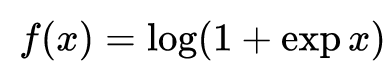 f(x) = log(1 + exp x)